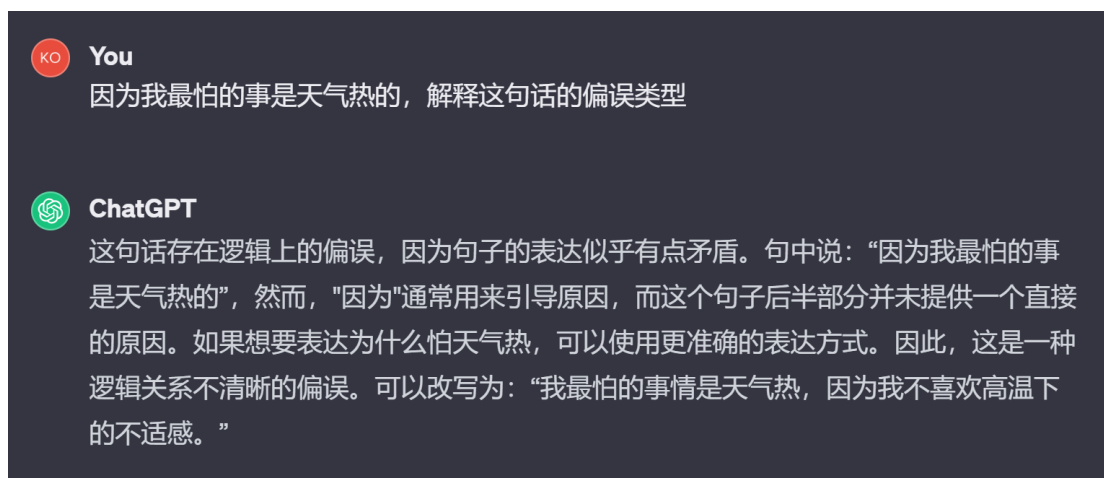 KO
You
因为我最怕的事是天气热的，解释这句话的偏误类型
ChatGPT
这句话存在逻辑上的偏误，因为句子的表达似乎有点矛盾。句中说：“因为我最怕的事
是天气热的”，然而，"因为"通常用来引导原因，而这个句子后半部分并未提供一个直接
的原因。如果想要表达为什么怕天气热，可以使用更准确的表达方式。因此，这是一种
逻辑关系不清晰的偏误。可以改写为：“我最怕的事情是天气热，因为我不喜欢高温下
的不适感。”